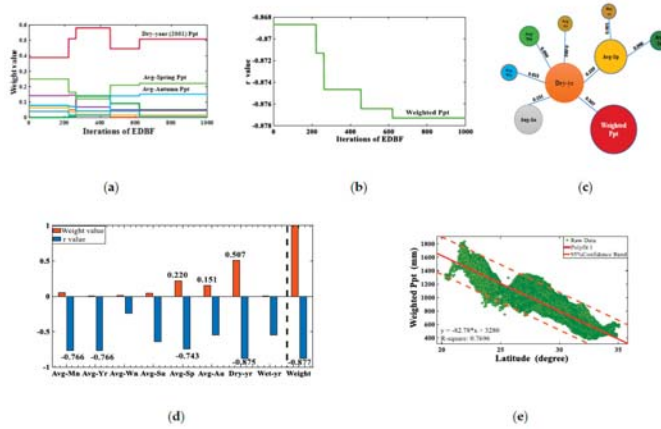 0.6
0.5
0.4
0.3
0.2
0.1
0
Weight value
Dry-year (2001) Ppt
Avg-Spring Ppt
Avg-Autumn Ppt
0 200 400 600 800 1000
Iterations of EDBF
(a)
-0.868
-0.87
-0.872
-0.874
-0.876
-0.878
r value
Weighted Ppt
0 200 400 600 800 1000
Iterations of EDBF
(b)
Avg-Sp
Dry-yr
Avg-Au
Weighted
Ppt
(c)
1
0.5
0
-0.5
-1
Weight value
r value
0.220
0.151
0.507
-0.766
-0.766
-0.743
-0.875
-0.877
Avg-Mn Avg-Yr Avg-Wn Avg-Su Avg-Sp Avg-Au Dry-yr Wet-yr Weight
(d)
Weighted Ppt (mm)
1800
1600
1400
1200
1000
800
600
400
Raw Data
Polyfit 1
95%Confidence Band
y = -82.78*x + 3280
R-square: 0.7696
20 25 30 35
Latitude (degree)
(e)